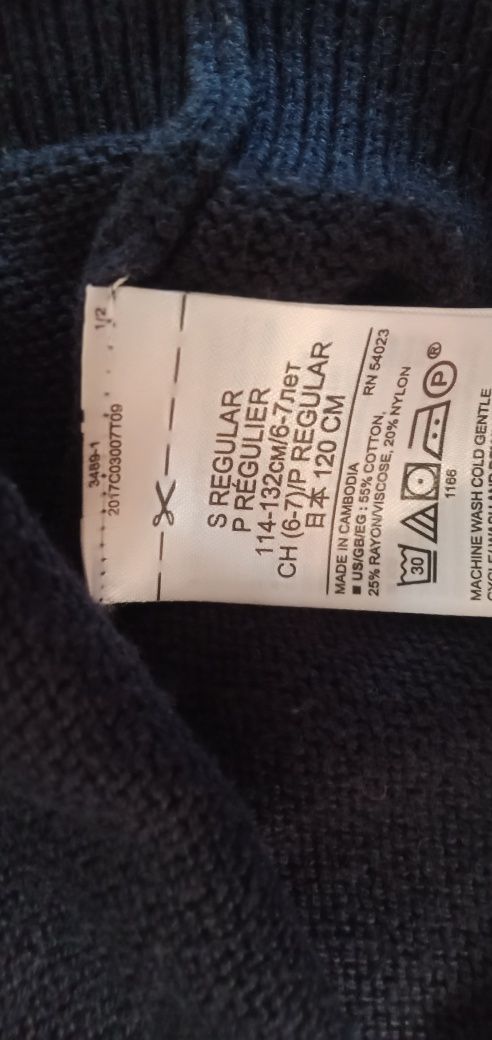 3489-1
2017C03007T09
1/2
S REGULAR
P RÉGULIER
114-132СМ/6-7лет
CH (6-7)/P REGULAR
日本 120 CM
MADE IN CAMBODIA
RN 54023
■ US/GB/EG : 55% COTTON,
25% RAYON/VISCOSE, 20% NYLON
30
P
®
1166
MACHINE WASH COLD GENTLE